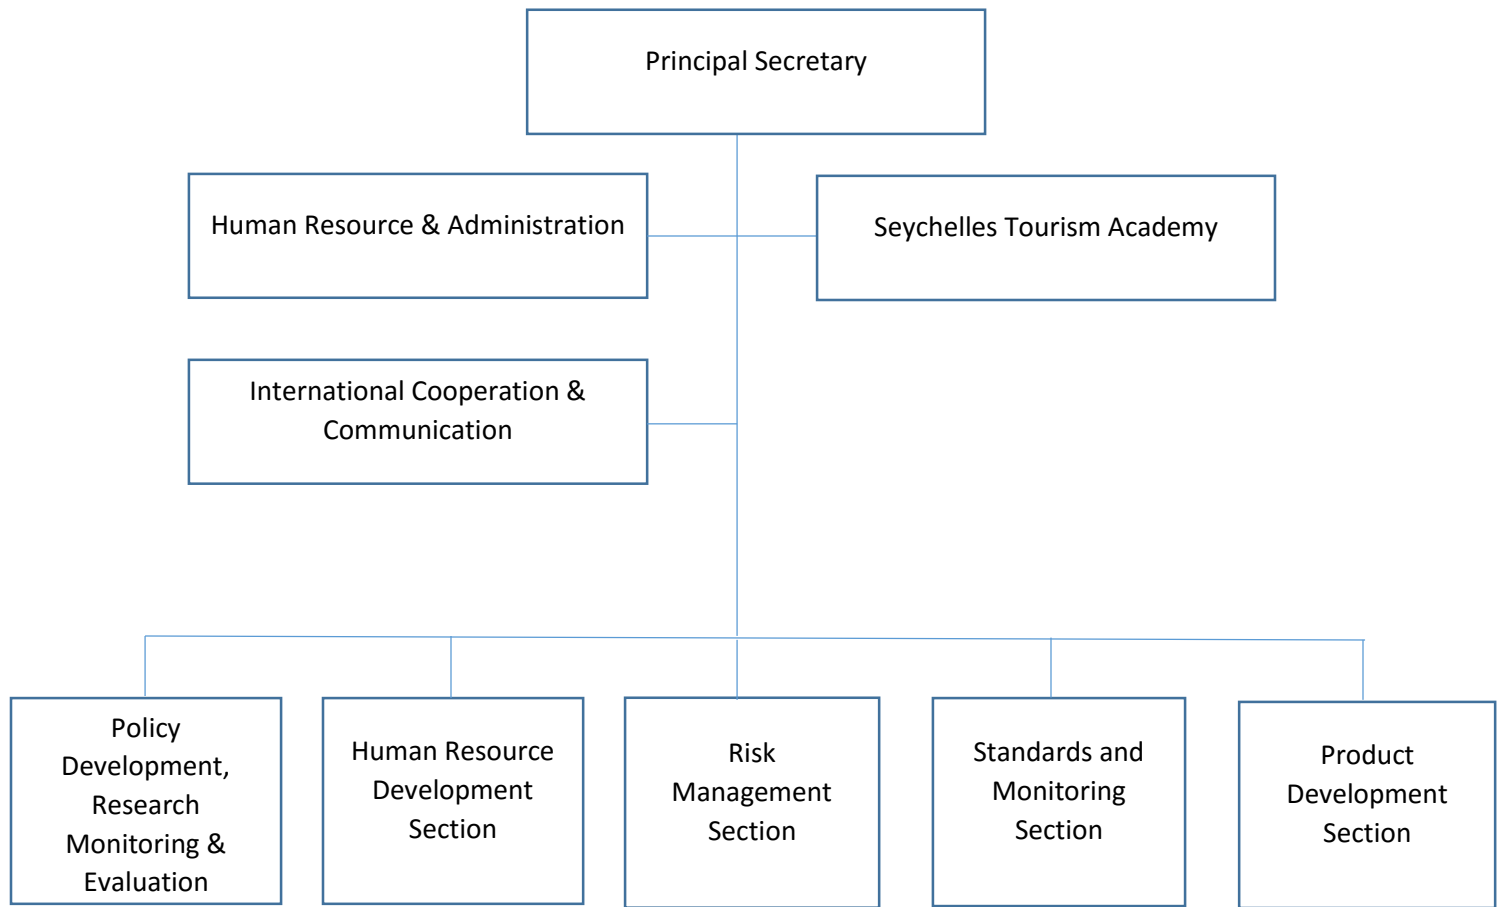 Principal Secretary
Human Resource & Administration
Seychelles Tourism Academy
International Cooperation &
Communication
Policy
Development,
Research
Monitoring &
Evaluation
Human Resource
Development
Section
Risk
Management
Section
Standards and
Monitoring
Section
Product
Development
Section